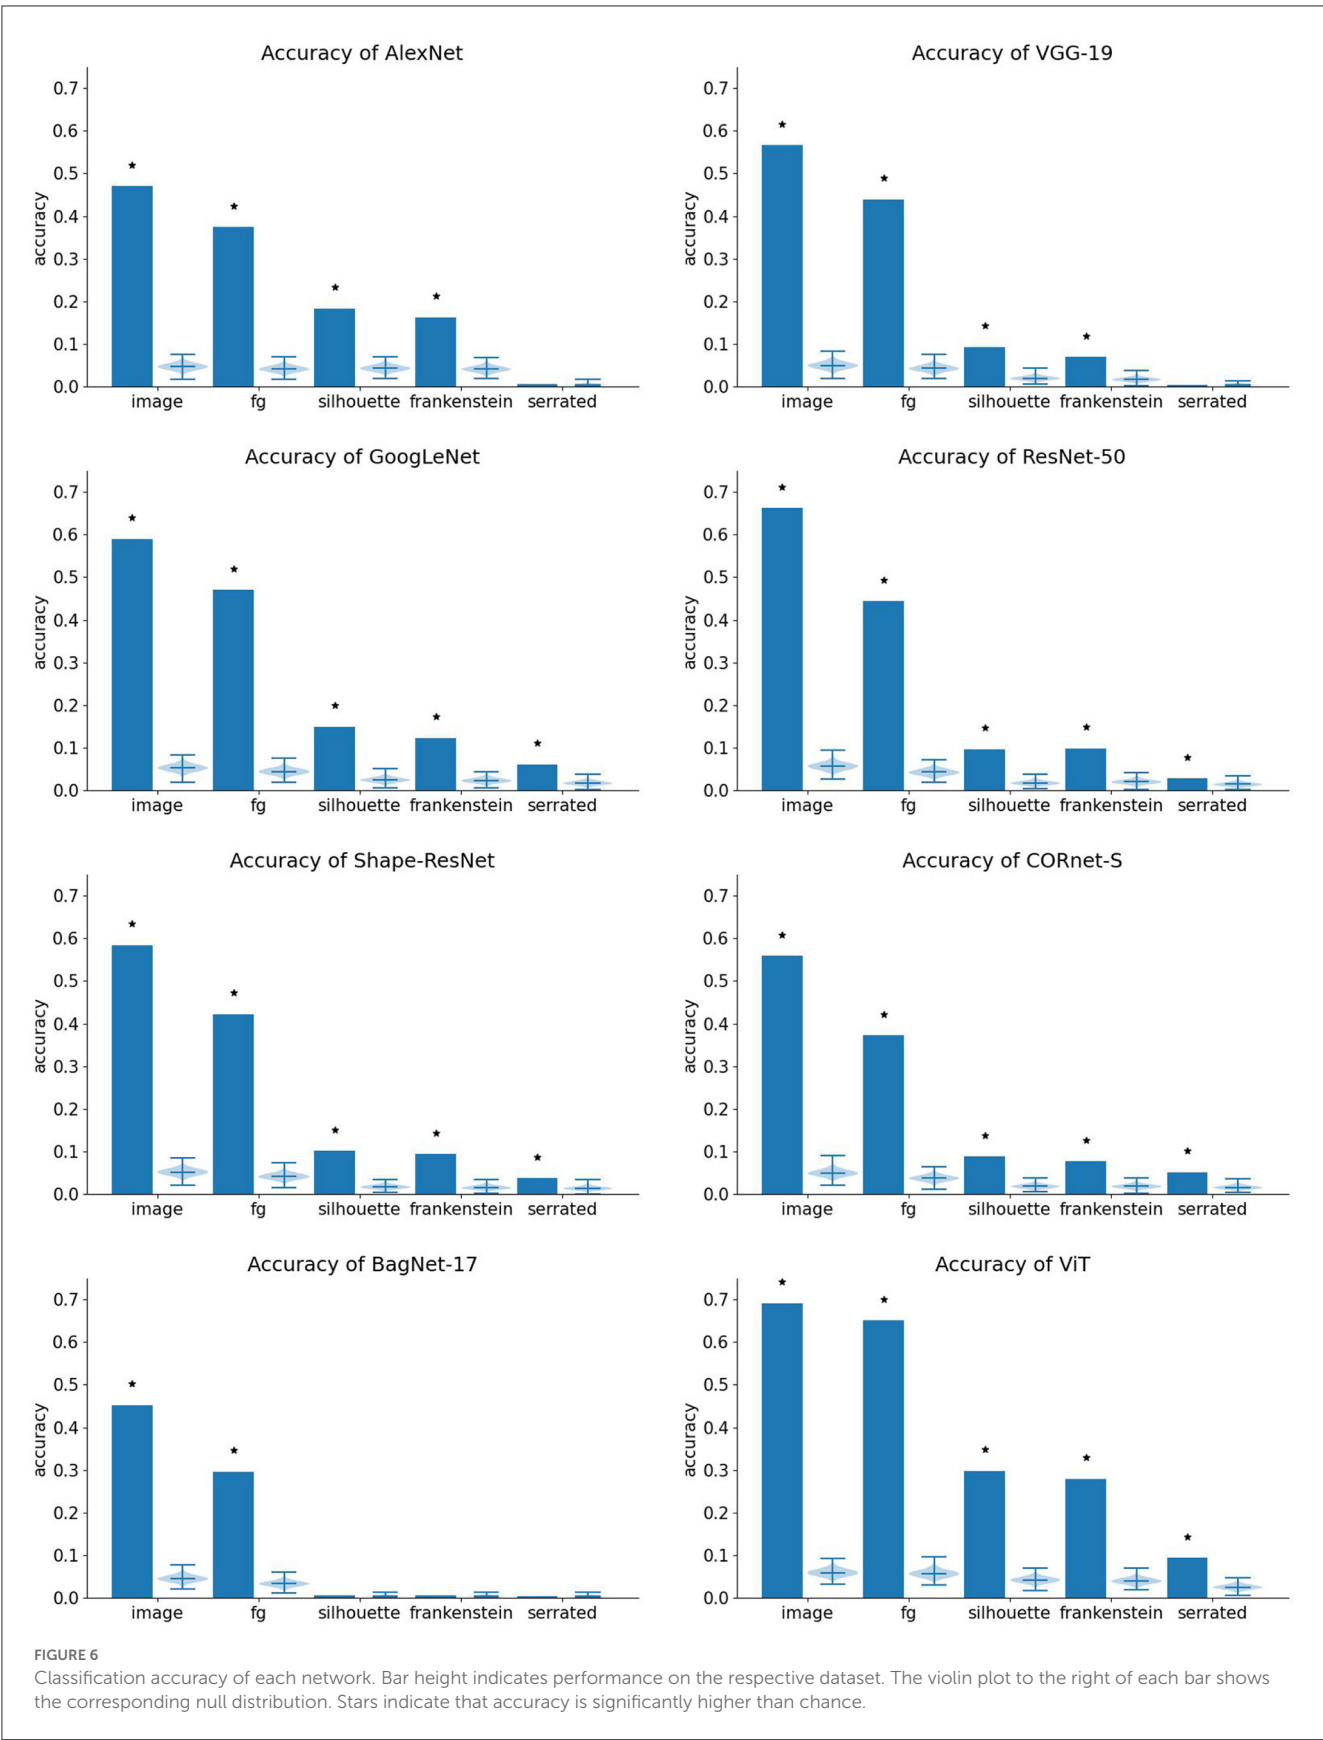 Accuracy of AlexNet
accuracy
0.7
0.6
0.5
0.4
0.3
0.2
0.1
0.0
image fg silhouette frankenstein serrated
★ ★ ★ ★
Accuracy of VGG-19
accuracy
0.7
0.6
0.5
0.4
0.3
0.2
0.1
0.0
image fg silhouette frankenstein serrated
★ ★ ★ ★
Accuracy of GoogLeNet
accuracy
0.7
0.6
0.5
0.4
0.3
0.2
0.1
0.0
image fg silhouette frankenstein serrated
★ ★ ★ ★ ★
Accuracy of ResNet-50
accuracy
0.7
0.6
0.5
0.4
0.3
0.2
0.1
0.0
image fg silhouette frankenstein serrated
★ ★ ★ ★ ★
Accuracy of Shape-ResNet
accuracy
0.7
0.6
0.5
0.4
0.3
0.2
0.1
0.0
image fg silhouette frankenstein serrated
★ ★ ★ ★ ★
Accuracy of CORnet-S
accuracy
0.7
0.6
0.5
0.4
0.3
0.2
0.1
0.0
image fg silhouette frankenstein serrated
★ ★ ★ ★ ★
Accuracy of BagNet-17
accuracy
0.7
0.6
0.5
0.4
0.3
0.2
0.1
0.0
image fg silhouette frankenstein serrated
★ ★
Accuracy of ViT
accuracy
0.7
0.6
0.5
0.4
0.3
0.2
0.1
0.0
image fg silhouette frankenstein serrated
★ ★ ★ ★ ★
FIGURE 6
Classification accuracy of each network. Bar height indicates performance on the respective dataset. The violin plot to the right of each bar shows
the corresponding null distribution. Stars indicate that accuracy is significantly higher than chance.